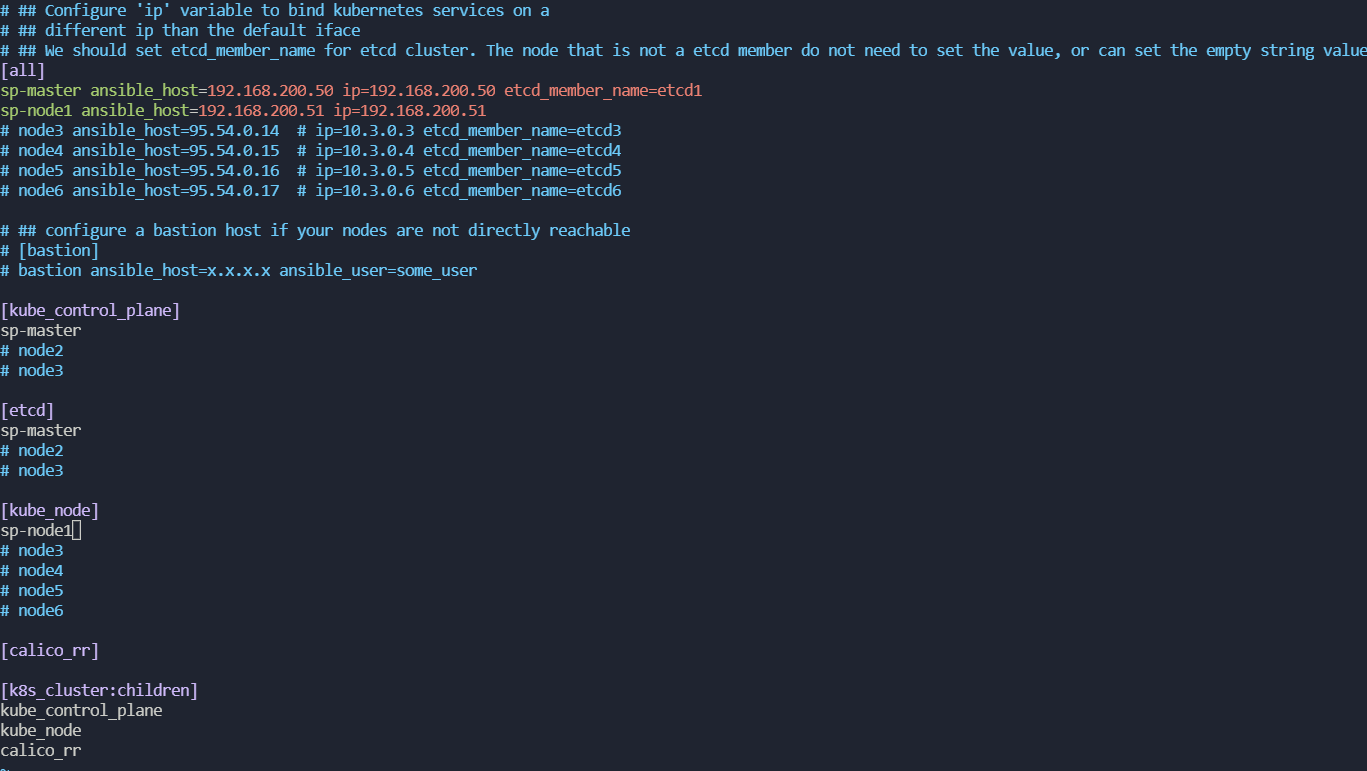 # ## Configure 'ip' variable to bind kubernetes services on a
# ## different ip than the default iface
# ## We should set etcd_member_name for etcd cluster. The node that is not a etcd member do not need to set the value, or can set the empty string value
[all]
sp-master ansible_host=192.168.200.50 ip=192.168.200.50 etcd_member_name=etcd1
sp-node1 ansible_host=192.168.200.51 ip=192.168.200.51
# node3 ansible_host=95.54.0.14  # ip=10.3.0.3 etcd_member_name=etcd3
# node4 ansible_host=95.54.0.15  # ip=10.3.0.4 etcd_member_name=etcd4
# node5 ansible_host=95.54.0.16  # ip=10.3.0.5 etcd_member_name=etcd5
# node6 ansible_host=95.54.0.17  # ip=10.3.0.6 etcd_member_name=etcd6
# ## configure a bastion host if your nodes are not directly reachable
# [bastion]
# bastion ansible_host=x.x.x.x ansible_user=some_user
[kube_control_plane]
sp-master
# node2
# node3
[etcd]
sp-master
# node2
# node3
[kube_node]
sp-node1
# node3
# node4
# node5
# node6
[calico_rr]
[k8s_cluster:children]
kube_control_plane
kube_node
calico_rr